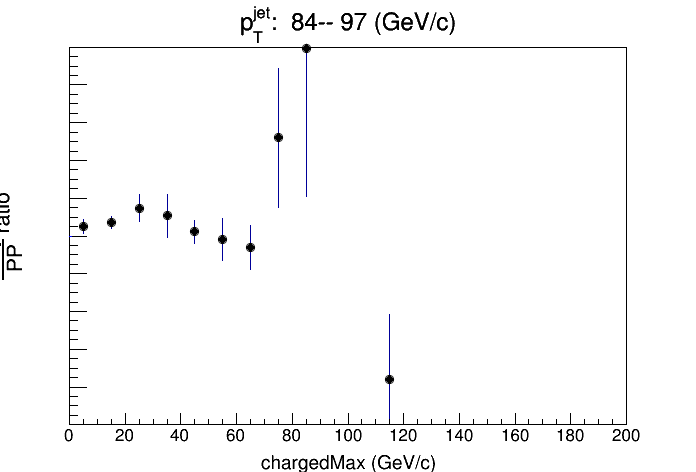 p_T^jet: 84-- 97 (GeV/c)
PP ratio
0 20 40 60 80 100 120 140 160 180 200
chargedMax (GeV/c)